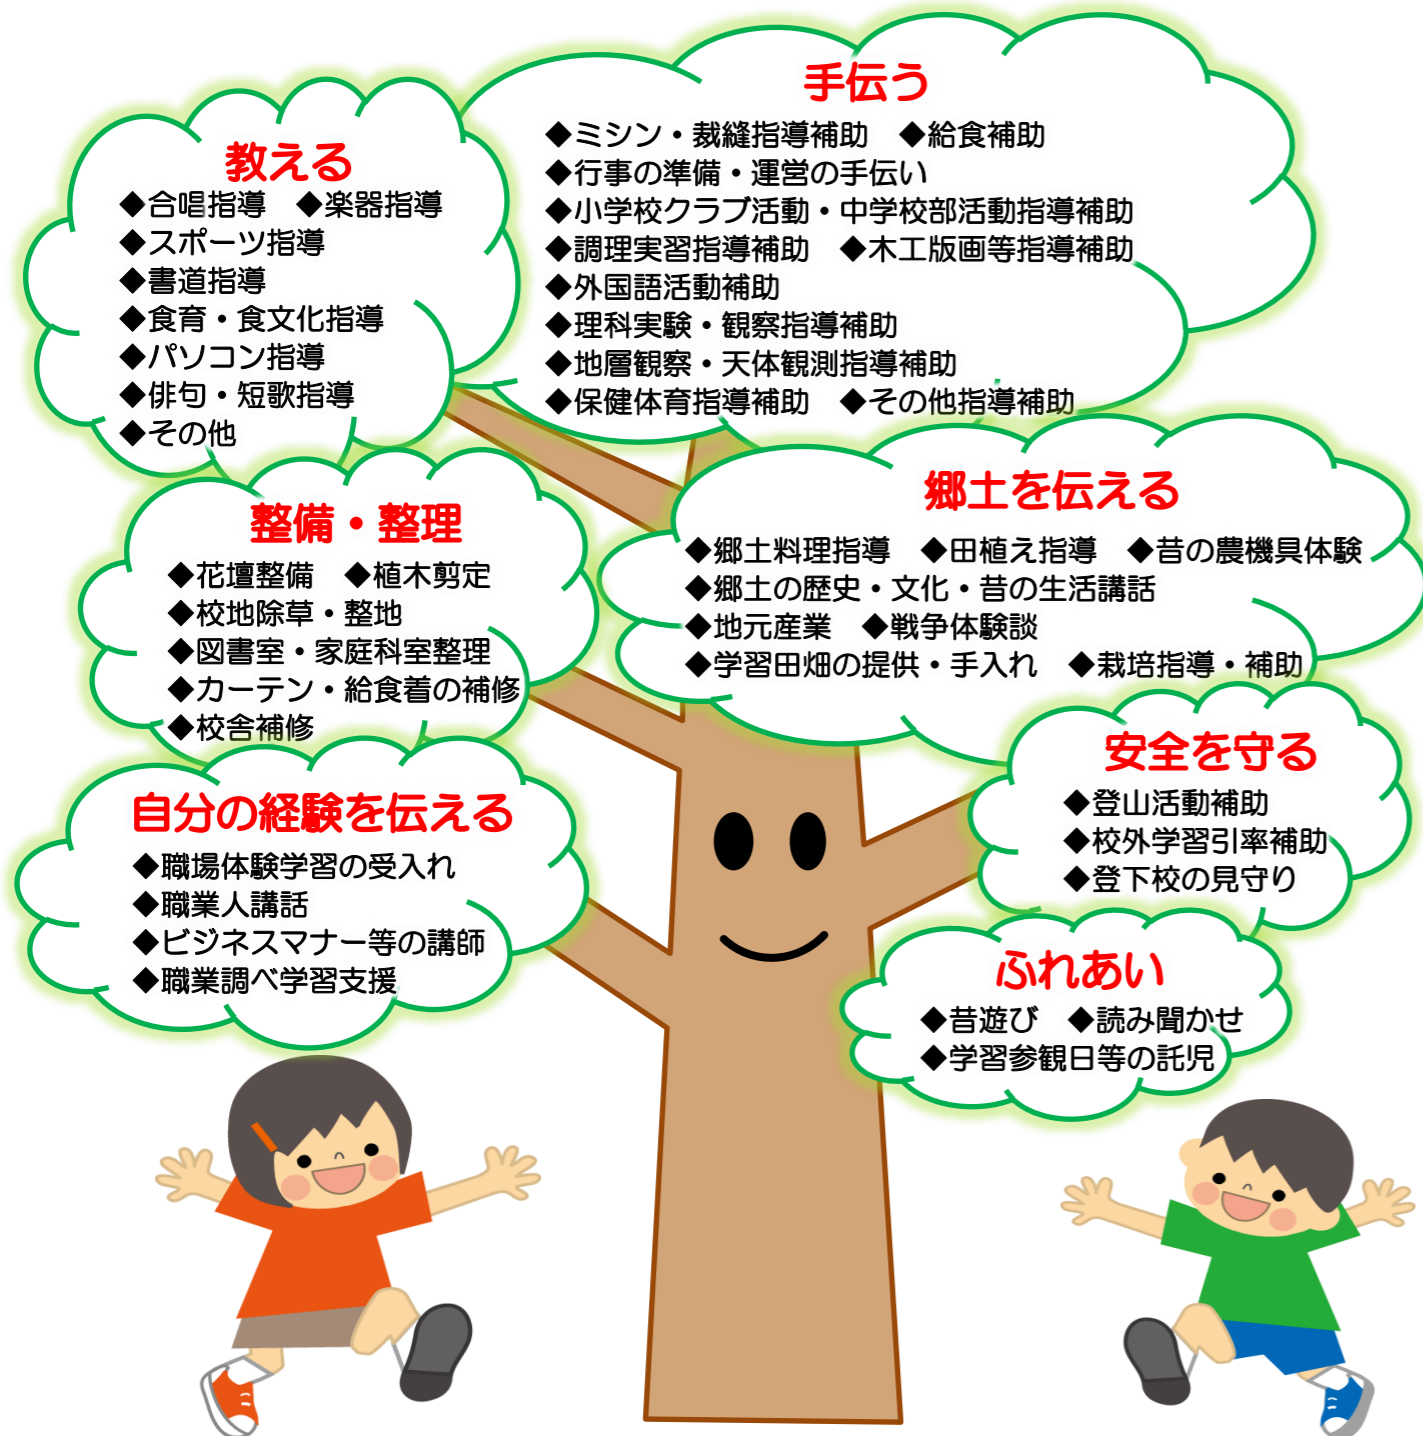 教える
◆合唱指導　◆楽器指導
◆スポーツ指導
◆書道指導
◆食育・食文化指導
◆パソコン指導
◆俳句・短歌指導
◆その他
手伝う
◆ミシン・裁縫指導補助　◆給食補助
◆行事の準備・運営の手伝い
◆小学校クラブ活動・中学校部活動指導補助
◆調理実習指導補助　◆木工版画等指導補助
◆外国語活動補助
◆理科実験・観察指導補助
◆地層観察・天体観測指導補助
◆保健体育指導補助　◆その他指導補助
整備・整理
◆花壇整備　◆植木剪定
◆校地除草・整地
◆図書室・家庭科室整理
◆カーテン・給食着の補修
◆校舎補修
郷土を伝える
◆郷土料理指導　◆田植え指導　◆昔の農機具体験
◆郷土の歴史・文化・昔の生活講話
◆地元産業　◆戦争体験談
◆学習田畑の提供・手入れ　◆栽培指導・補助
自分の経験を伝える
◆職場体験学習の受入れ
◆職業人講話
◆ビジネスマナー等の講師
◆職業調べ学習支援
安全を守る
◆登山活動補助
◆校外学習引率補助
◆登下校の見守り
ふれあい
◆昔遊び　◆読み聞かせ
◆学習参観日等の託児